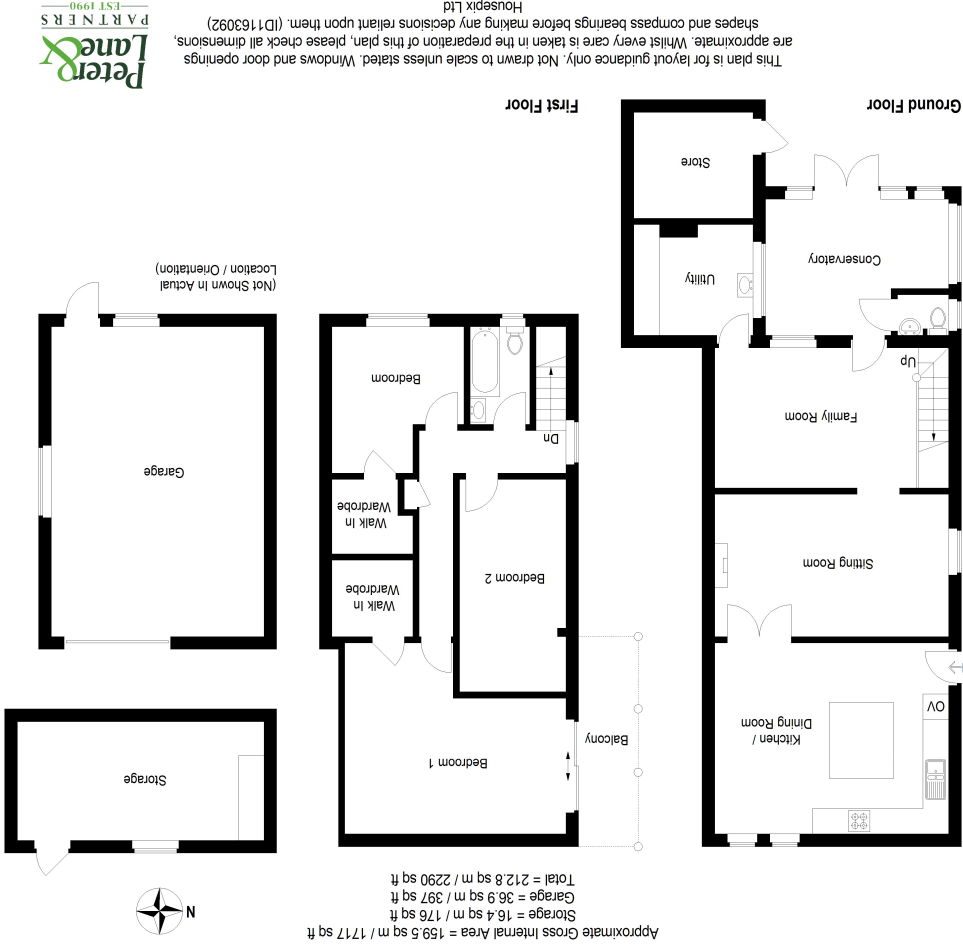 Approximate Gross Internal Area = 159.5 sq m / 1717 sq ft
Storage = 16.4 sq m / 176 sq ft
Garage = 36.9 sq m / 397 sq ft
Total = 212.8 sq m / 2290 sq ft
N
Kitchen /
Dining Room
OV
Sitting Room
Family Room
Up
Conservatory
Utility
Store
Ground Floor
Balcony
Bedroom 1
Walk In
Wardrobe
Bedroom 2
Walk In
Wardrobe
Dn
Bedroom
First Floor
Storage
Garage
(Not Shown In Actual
Location / Orientation)
This plan is for layout guidance only. Not drawn to scale unless stated. Windows and door openings
are approximate. Whilst every care is taken in the preparation of this plan, please check all dimensions,
shapes and compass bearings before making any decisions reliant upon them. (ID1163092)
Housepix Ltd
Peter
&Lane
PARTNERS
EST 1990